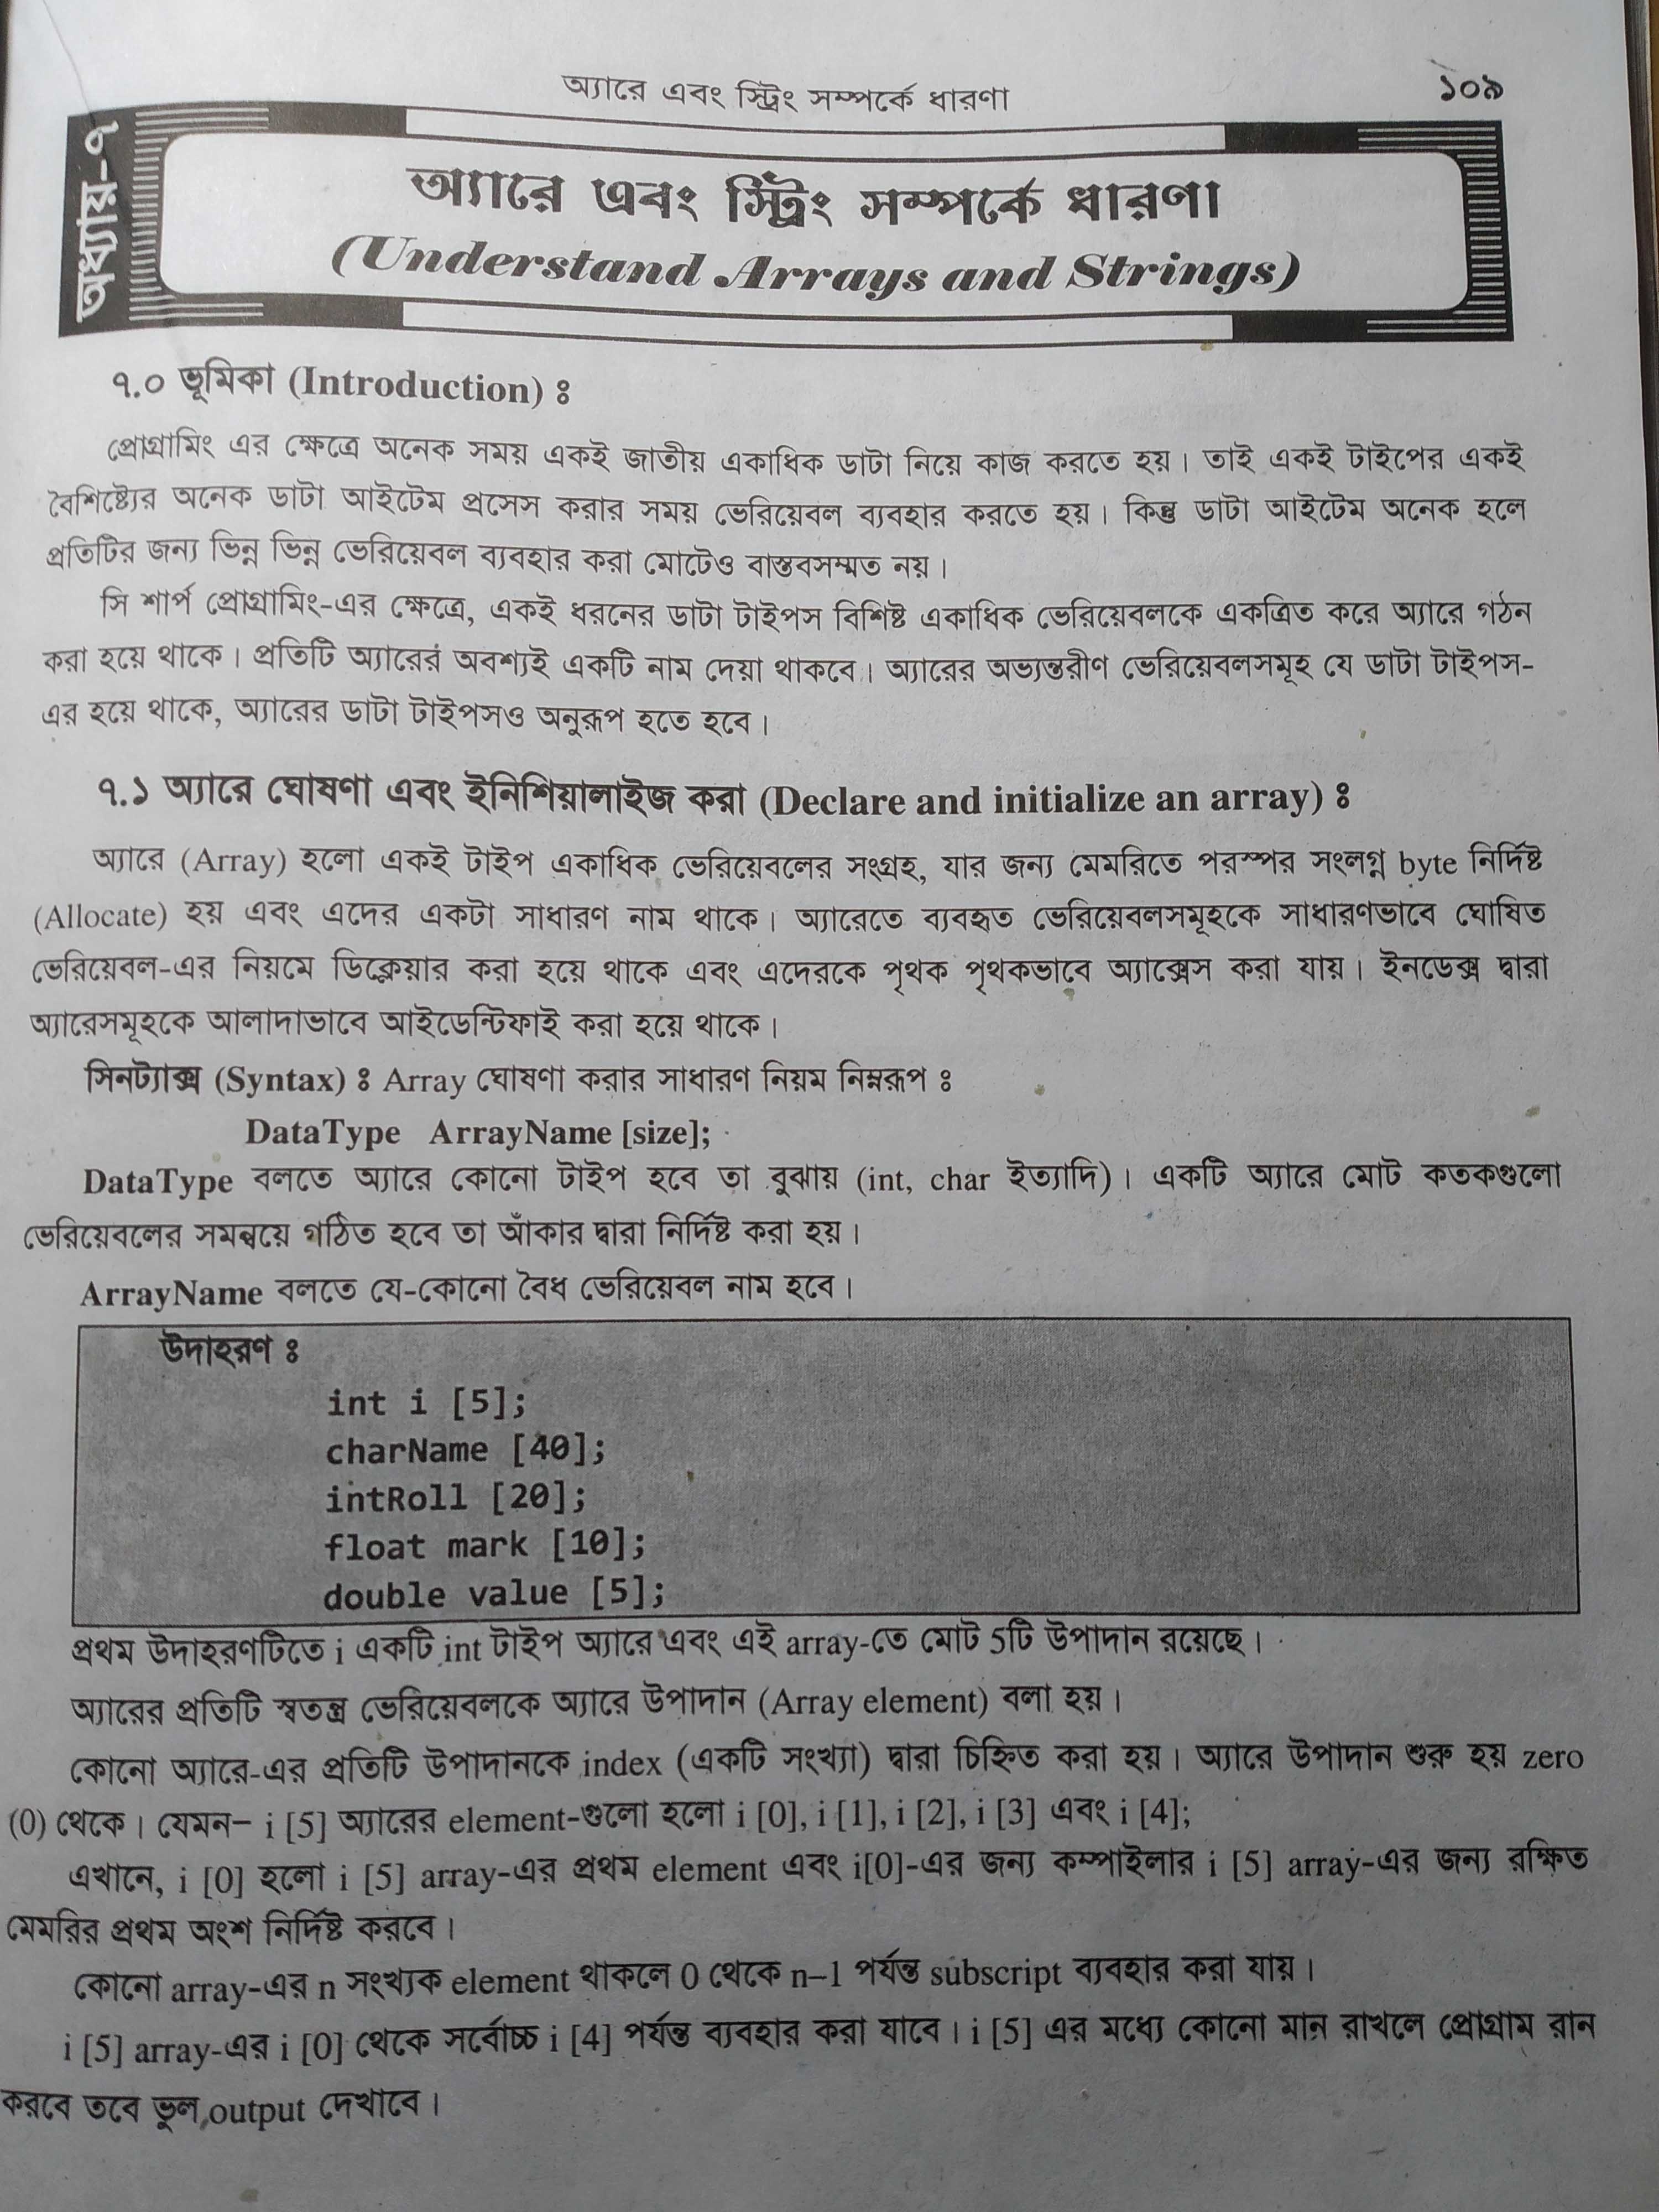 অ্যারে এবং স্ট্রিং সম্পর্কে ধারণা
১০৯
অধ্যায়-৭
অ্যারে এবং স্ট্রিং সম্পর্কে ধারণা
(Understand Arrays and Strings)
৭.০ ভূমিকা (Introduction) ঃ
প্রোগ্রামিং এর ক্ষেত্রে অনেক সময় একই জাতীয় একাধিক ডাটা নিয়ে কাজ করতে হয়। তাই একই টাইপের একই
বৈশিষ্ট্যের অনেক ডাটা আইটেম প্রসেস করার সময় ভেরিয়েবল ব্যবহার করতে হয়। কিন্তু ডাটা আইটেম অনেক হলে
প্রতিটির জন্য ভিন্ন ভিন্ন ভেরিয়েবল ব্যবহার করা মোটেও বাস্তবসম্মত নয়।
সি শার্প প্রোগ্রামিং-এর ক্ষেত্রে, একই ধরনের ডাটা টাইপস বিশিষ্ট একাধিক ভেরিয়েবলকে একত্রিত করে অ্যারে গঠন
করা হয়ে থাকে। প্রতিটি অ্যারের অবশ্যই একটি নাম দেয়া থাকবে। অ্যারের অভ্যন্তরীণ ভেরিয়েবলসমূহ যে ডাটা টাইপস-
এর হয়ে থাকে, অ্যারের ডাটা টাইপসও অনুরূপ হতে হবে।
৭.১ অ্যারে ঘোষণা এবং ইনিশিয়ালাইজ করা (Declare and initialize an array) ঃ
অ্যারে (Array) হলো একই টাইপ একাধিক ভেরিয়েবলের সংগ্রহ, যার জন্য মেমরিতে পরস্পর সংলগ্ন byte নির্দিষ্ট
(Allocate) হয় এবং এদের একটা সাধারণ নাম থাকে। অ্যারেতে ব্যবহৃত ভেরিয়েবলসমূহকে সাধারণভাবে ঘোষিত
ভেরিয়েবল-এর নিয়মে ডিক্লেয়ার করা হয়ে থাকে এবং এদেরকে পৃথক পৃথকভাবে অ্যাক্সেস করা যায়। ইনডেক্স দ্বারা
অ্যারেসমূহকে আলাদাভাবে আইডেন্টিফাই করা হয়ে থাকে।
সিনট্যাক্স (Syntax) ঃ Array ঘোষণা করার সাধারণ নিয়ম নিম্নরূপ ঃ
DataType ArrayName [size];
DataType বলতে অ্যারে কোনো টাইপ হবে তা বুঝায় (int, char ইত্যাদি)। একটি অ্যারে মোট কতকগুলো
ভেরিয়েবলের সমন্বয়ে গঠিত হবে তা আঁকার দ্বারা নির্দিষ্ট করা হয়।
ArrayName বলতে যে-কোনো বৈধ ভেরিয়েবল নাম হবে।
উদাহরণ ঃ
int i [5];
charName [40];
intRoll [20];
float mark [10];
double value [5];
প্রথম উদাহরণটিতে i একটি int টাইপ অ্যারে এবং এই array-তে মোট 5টি উপাদান রয়েছে।
অ্যারের প্রতিটি স্বতন্ত্র ভেরিয়েবলকে অ্যারে উপাদান (Array element) বলা হয়।
কোনো অ্যারে-এর প্রতিটি উপাদানকে index (একটি সংখ্যা) দ্বারা চিহ্নিত করা হয়। অ্যারে উপাদান শুরু হয় zero
(0) থেকে। যেমন– i [5] অ্যারের element-গুলো হলো i [0], i [1], i [2], i [3] এবং i [4];
এখানে, i [0] হলো i [5] array-এর প্রথম element এবং i[0]-এর জন্য কম্পাইলার i [5] array-এর জন্য রক্ষিত
মেমরির প্রথম অংশ নির্দিষ্ট করবে।
কোনো array-এর n সংখ্যক element থাকলে 0 থেকে n–1 পর্যন্ত subscript ব্যবহার করা যায়।
i [5] array-এর i [0] থেকে সর্বোচ্চ i [4] পর্যন্ত ব্যবহার করা যাবে। i [5] এর মধ্যে কোনো মান রাখলে প্রোগ্রাম রান
করবে তবে ভুল output দেখাবে।